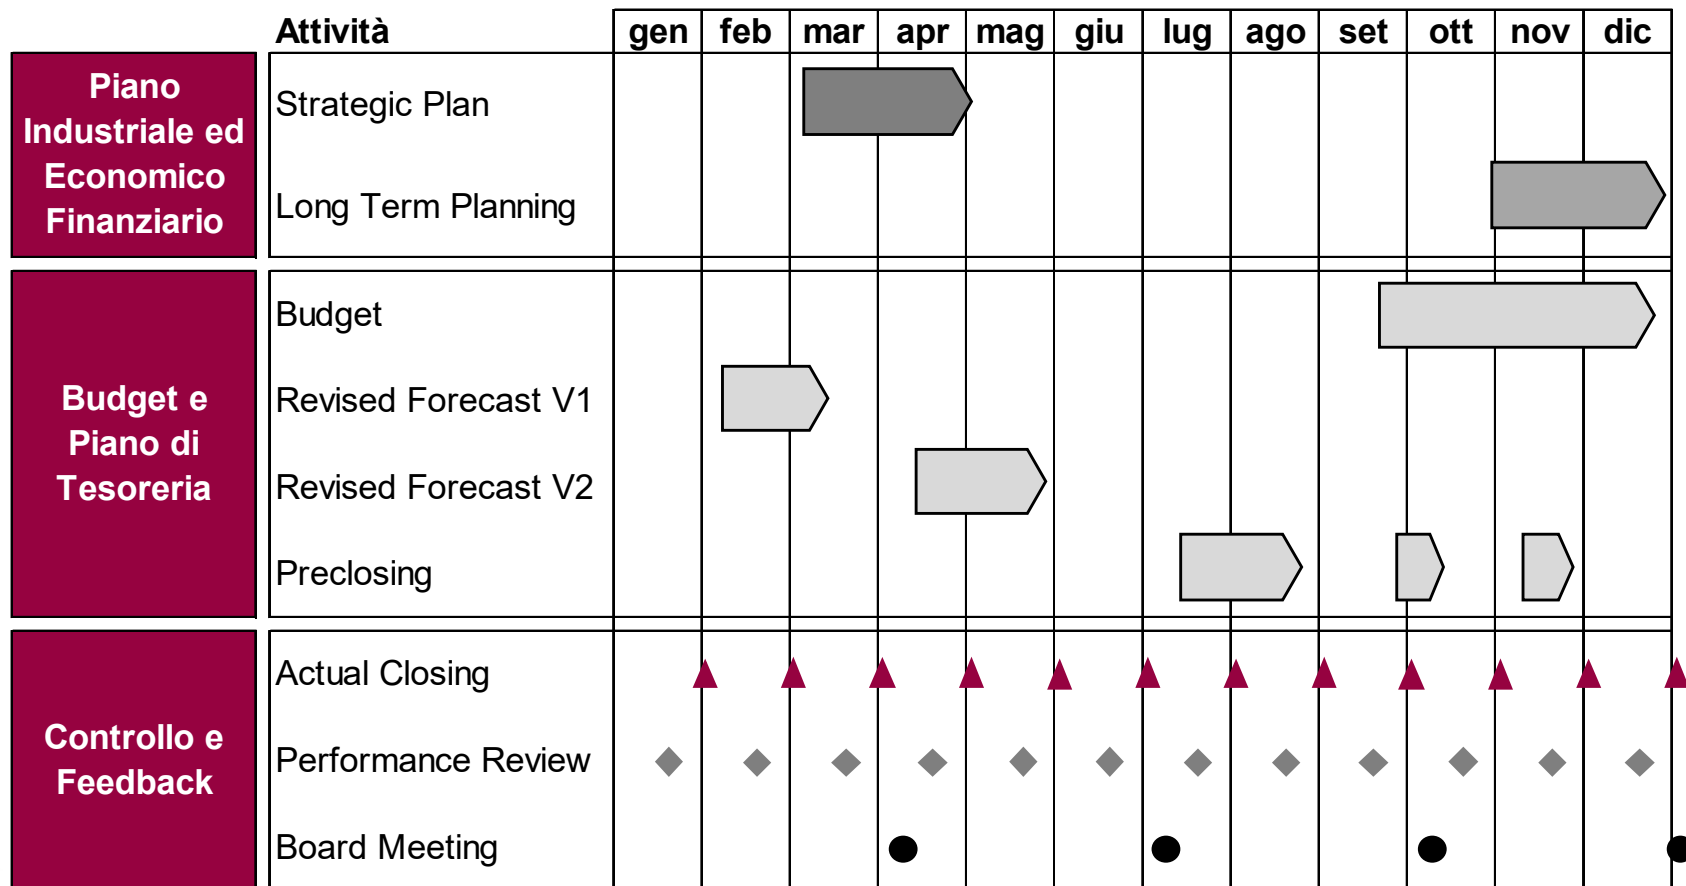 Attività gen feb mar apr mag giu lug ago set ott nov dic
Piano
Industriale ed
Economico
Finanziario
Strategic Plan
Long Term Planning
Budget e
Piano di
Tesoreria
Budget
Revised Forecast V1
Revised Forecast V2
Preclosing
Controllo e
Feedback
Actual Closing
Performance Review
Board Meeting